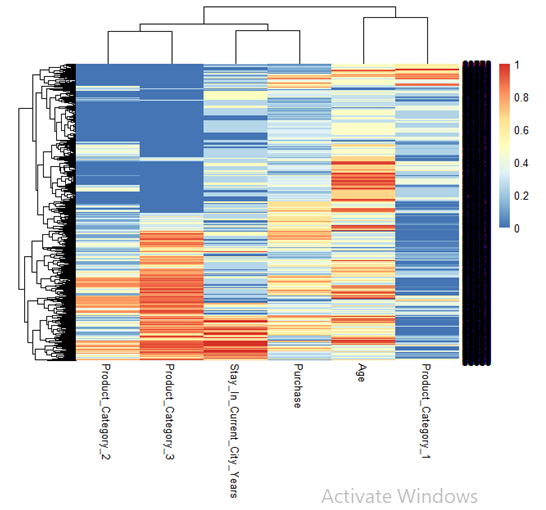 1
0.8
0.6
0.4
0.2
0
Product_Category_2
Product_Category_3
Stay_In_Current_City_Years
Purchase
Age
Product_Category_1
Activate Windows